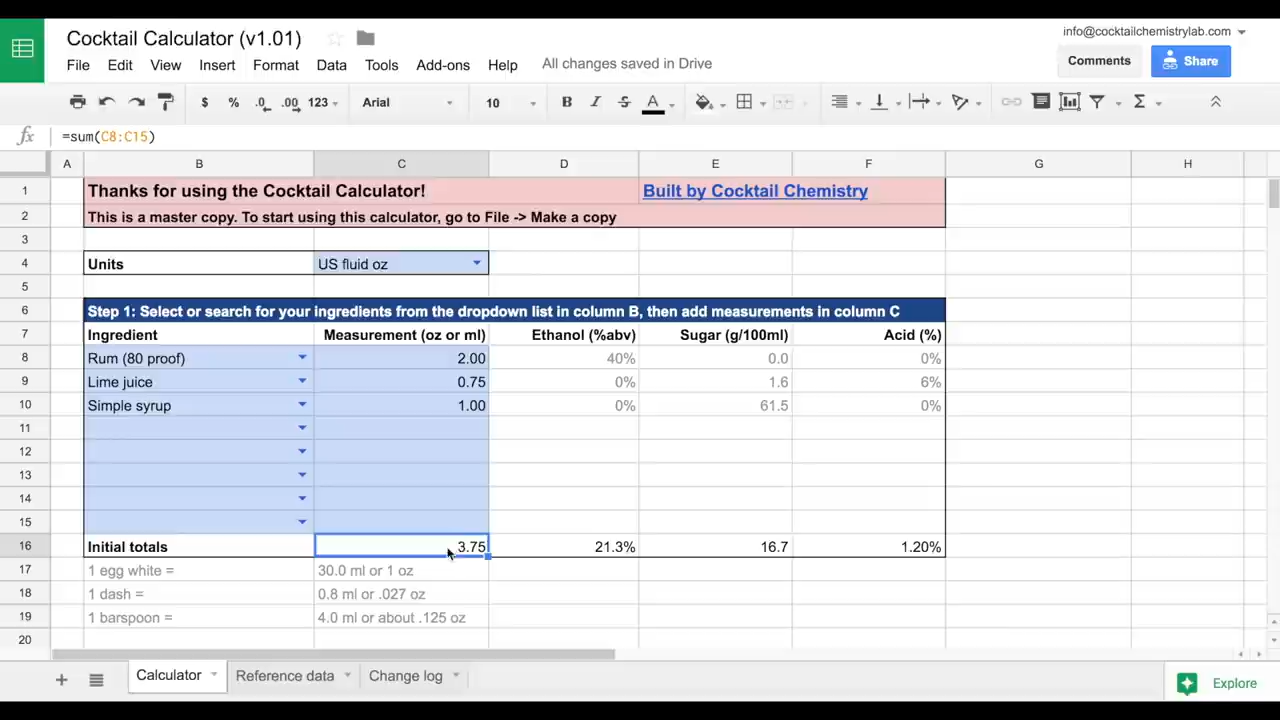 Cocktail Calculator (v1.01)
info@cocktailchemistrylab.com
File Edit View Insert Format Data Tools Add-ons Help All changes saved in Drive
Comments
Share
$ % .0 .00 123 Arial 10 B I S A Σ
fx =sum(C8:C15)
A B C D E F G H
1 Thanks for using the Cocktail Calculator! Built by Cocktail Chemistry
2 This is a master copy. To start using this calculator, go to File -> Make a copy
3
4 Units US fluid oz
5
6 Step 1: Select or search for your ingredients from the dropdown list in column B, then add measurements in column C
7 Ingredient Measurement (oz or ml) Ethanol (%abv) Sugar (g/100ml) Acid (%)
8 Rum (80 proof) 2.00 40% 0.0 0%
9 Lime juice 0.75 0% 1.6 6%
10 Simple syrup 1.00 0% 61.5 0%
11
12
13
14
15
16 Initial totals 3.75 21.3% 16.7 1.20%
17 1 egg white = 30.0 ml or 1 oz
18 1 dash = 0.8 ml or .027 oz
19 1 barspoon = 4.0 ml or about .125 oz
20
+ Calculator Reference data Change log Explore